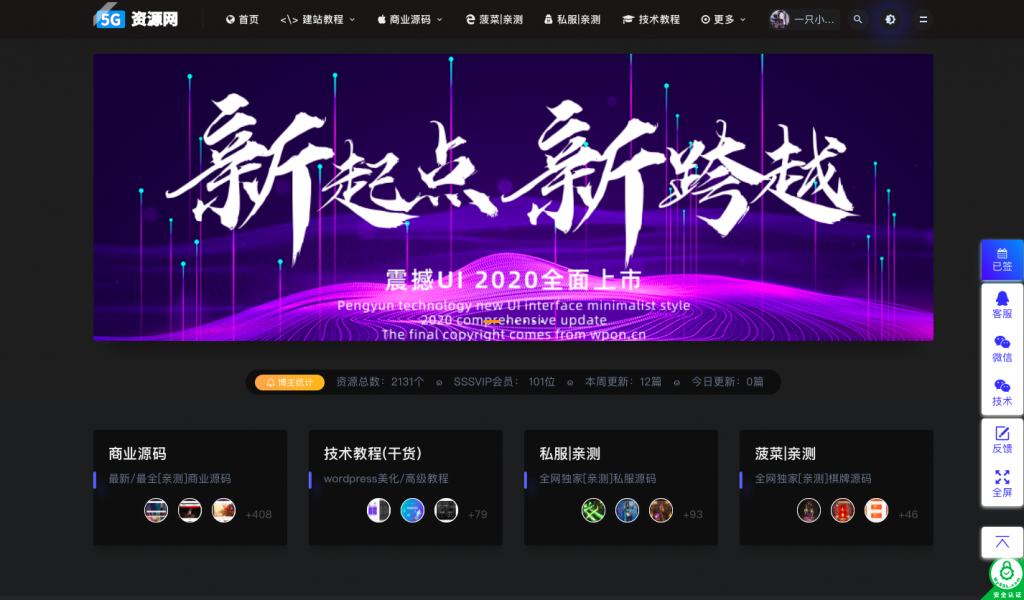 5G 资源网
首页 <\> 建站教程 商业源码 菠菜|亲测 私服|亲测 技术教程 更多 一只小...
新起点 新跨越
震撼UI 2020全面上市
Pengyun technology new UI interface minimalist style
2020 comprehensive update
The final copyright comes from wpon.cn
博主统计 资源总数：2131个 SSSVIP会员： 101位 本周更新：12篇 今日更新：0篇
商业源码
最新/最全[亲测]商业源码
+408
技术教程(干货)
wordpress美化/高级教程
+79
私服|亲测
全网独家[亲测]私服源码
+93
菠菜|亲测
全网独家[亲测]棋牌源码
+46
已签
客服
微信
技术
反馈
全屏
安全认证